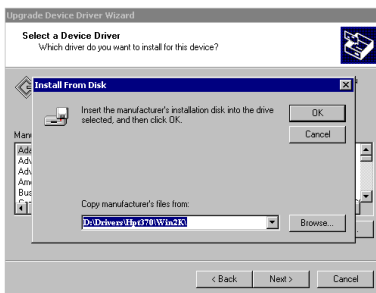 Upgrade Device Driver Wizard
Select a Device Driver
Which driver do you want to install for this device?
Install From Disk
Insert the manufacturer's installation disk into the drive
selected, and then click OK.
OK
Cancel
Copy manufacturer's files from:
D:\Drivers\Hpt370\Win2K\
Browse...
< Back
Next >
Cancel